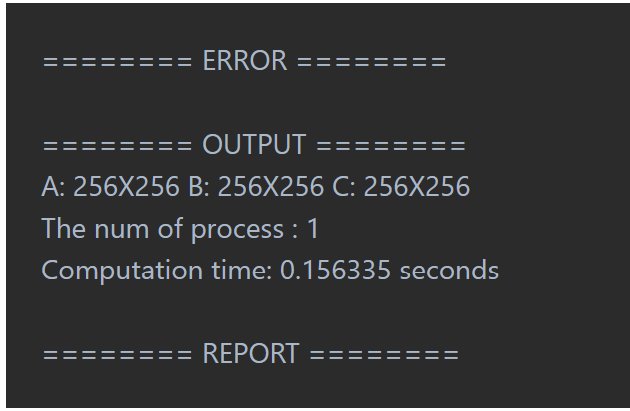 ======== ERROR ========
======== OUTPUT ========
A: 256X256 B: 256X256 C: 256X256
The num of process : 1
Computation time: 0.156335 seconds
======== REPORT ========